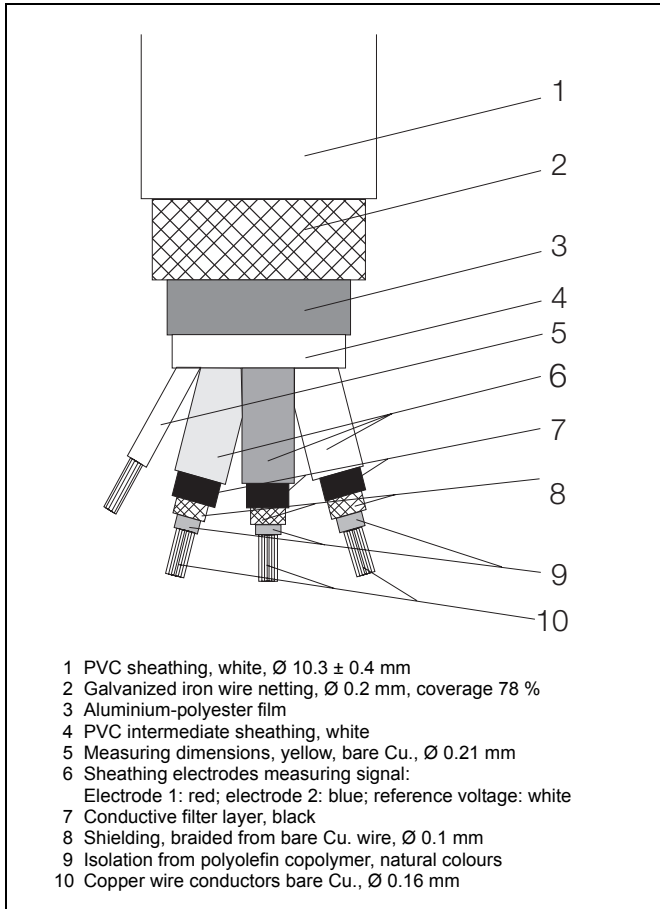 1
2
3
4
5
6
7
8
9
10
1 PVC sheathing, white, Ø 10.3 ± 0.4 mm
2 Galvanized iron wire netting, Ø 0.2 mm, coverage 78 %
3 Aluminium-polyester film
4 PVC intermediate sheathing, white
5 Measuring dimensions, yellow, bare Cu., Ø 0.21 mm
6 Sheathing electrodes measuring signal:
Electrode 1: red; electrode 2: blue; reference voltage: white
7 Conductive filter layer, black
8 Shielding, braided from bare Cu. wire, Ø 0.1 mm
9 Isolation from polyolefin copolymer, natural colours
10 Copper wire conductors bare Cu., Ø 0.16 mm